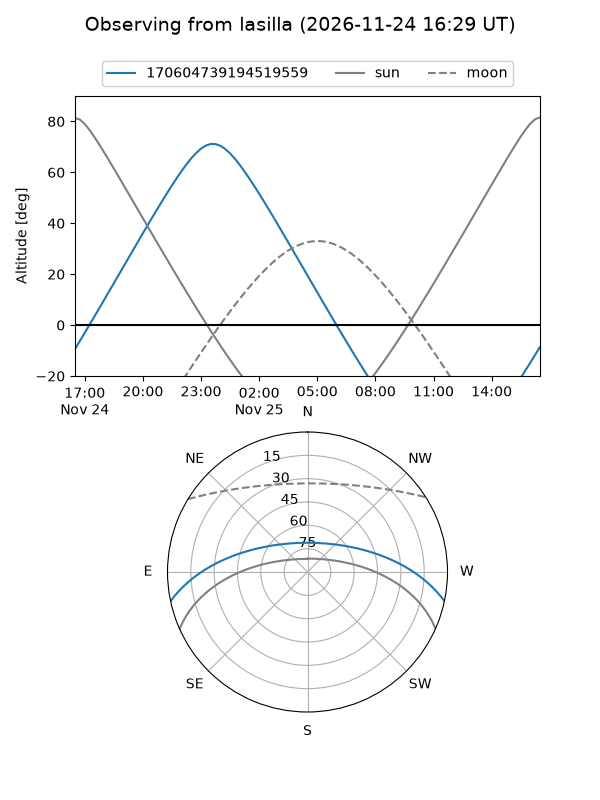 Observing from lasilla (2026-11-24 16:29 UT)
170604739194519559 sun moon
Altitude [deg]
80
60
40
20
0
−20
17:00 20:00 23:00 02:00 05:00 08:00 11:00 14:00
Nov 24 Nov 25
N
NE NW
15
30
45
60
75
E W
SE SW
S